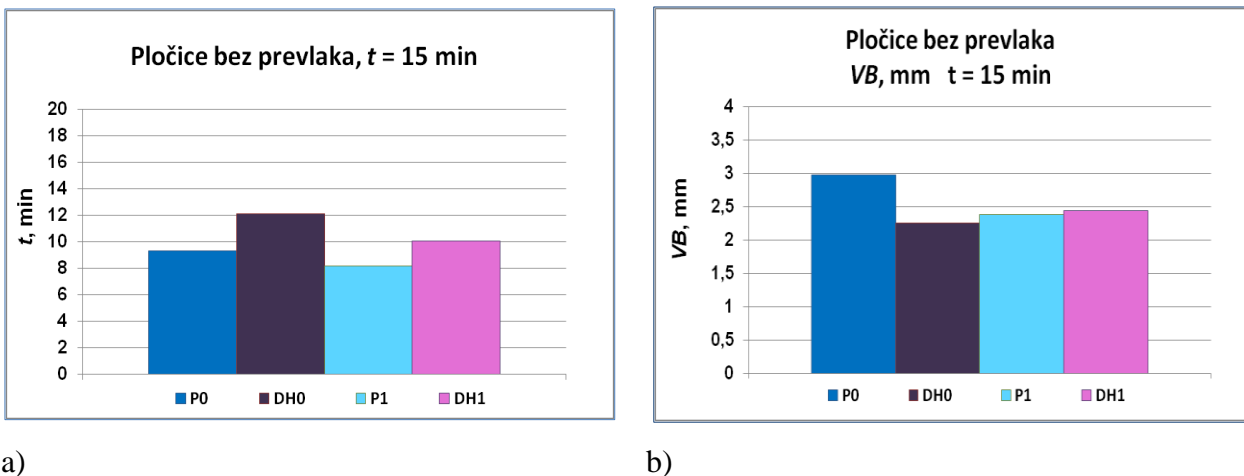 Pločice bez prevlaka, t = 15 min
t, min
20
18
16
14
12
10
8
6
4
2
0
P0 DH0 P1 DH1
a)
Pločice bez prevlaka
VB, mm t = 15 min
VB, mm
4
3,5
3
2,5
2
1,5
1
0,5
0
P0 DH0 P1 DH1
b)